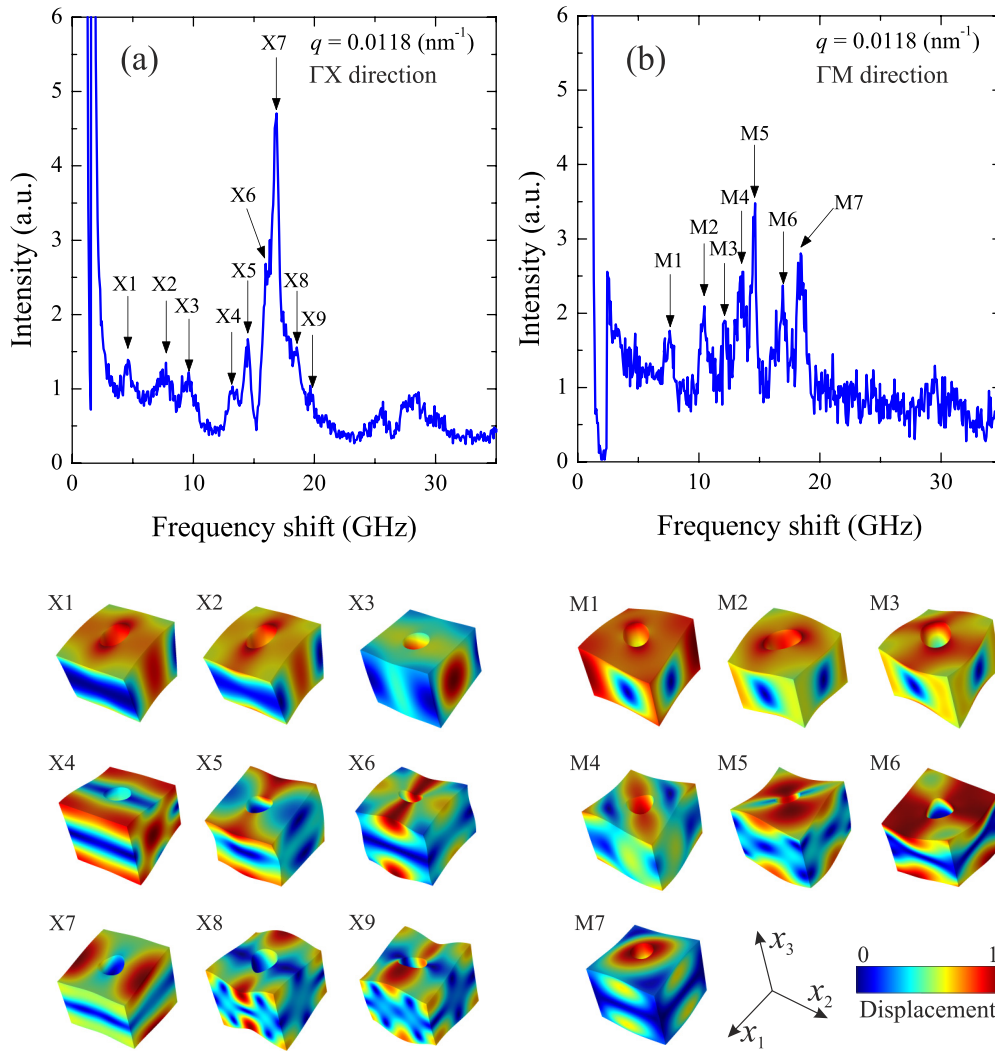 (a)
q = 0.0118 (nm⁻¹)
ΓX direction
X7
X6
X5
X8
X1
X2
X3
X4
X9
6
5
4
3
2
1
0
Intensity (a.u.)
0
10
20
30
Frequency shift (GHz)
(b)
q = 0.0118 (nm⁻¹)
ΓM direction
M5
M4
M7
M6
M2
M3
M1
6
5
4
3
2
1
0
Intensity (a.u.)
0
10
20
30
Frequency shift (GHz)
X1 X2 X3
X4 X5 X6
X7 X8 X9
M1 M2 M3
M4 M5 M6
M7
x₃
x₂
x₁
0 1
Displacement